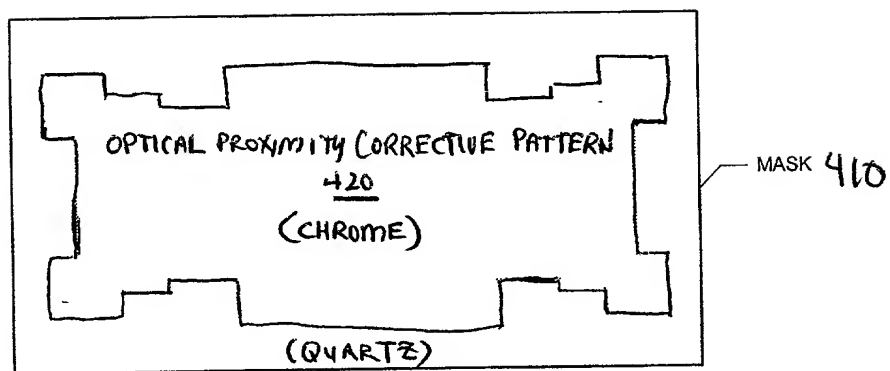 OPTICAL PROXIMITY CORRECTIVE PATTERN
420
(CHROME)
MASK 410
(QUARTZ)